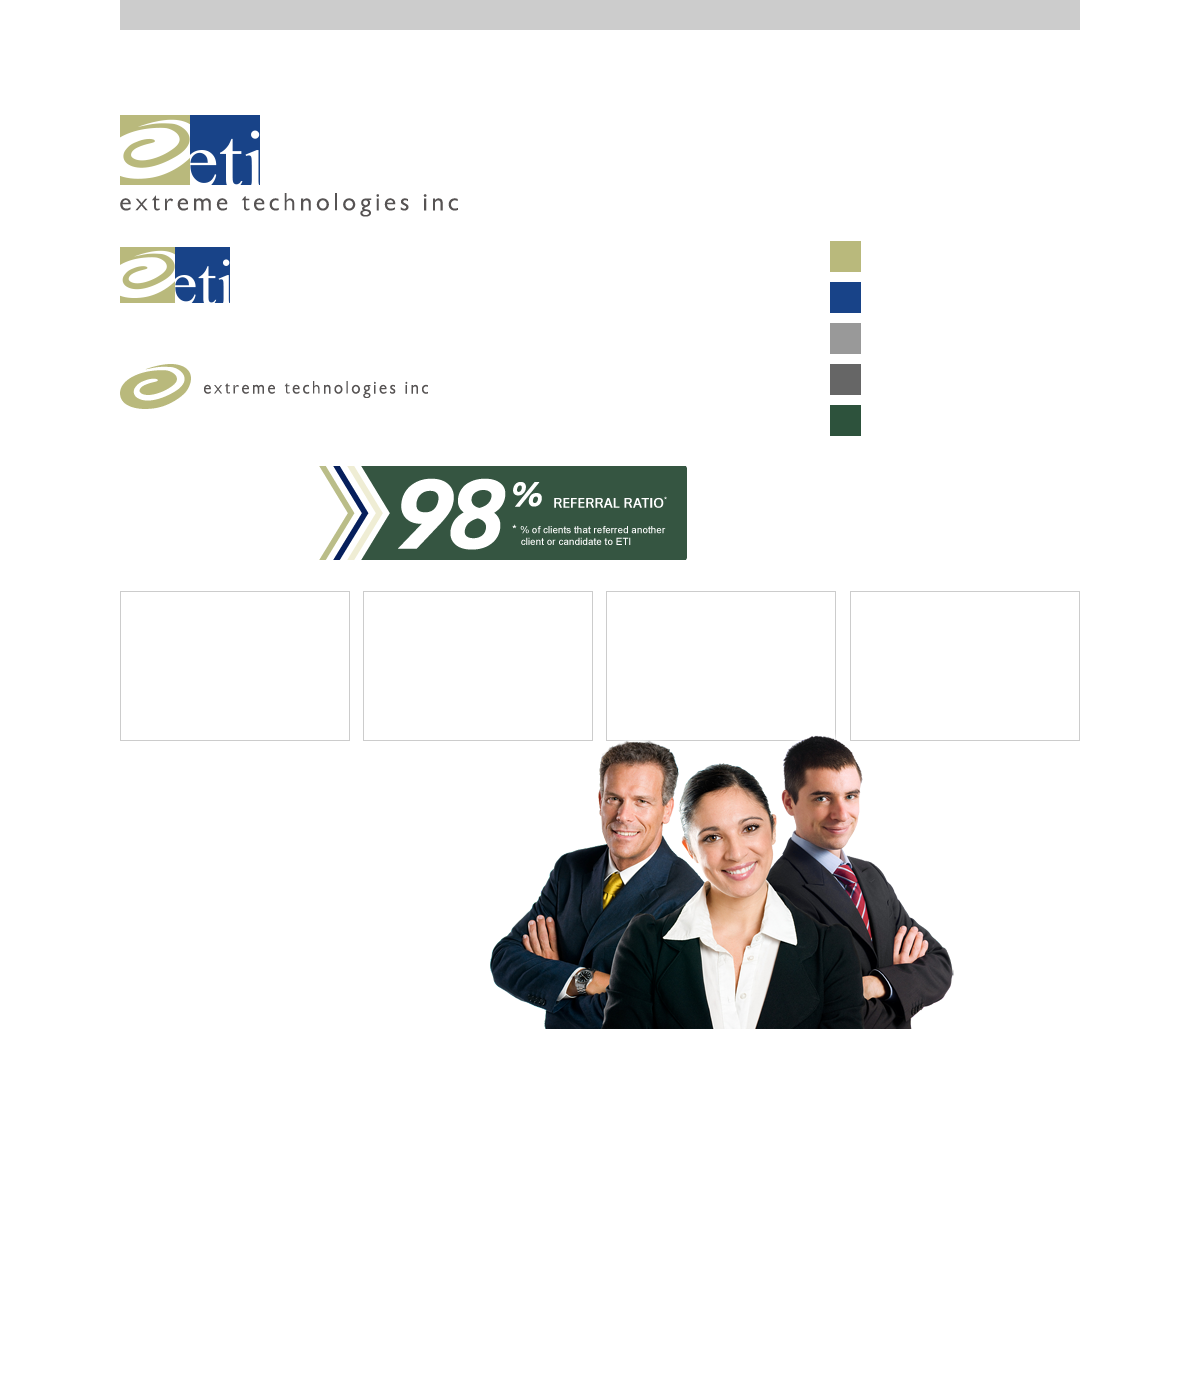 eti
extreme technologies inc
eti
extreme technologies inc
98% REFERRAL RATIO*
* % of clients that referred another
client or candidate to ETI